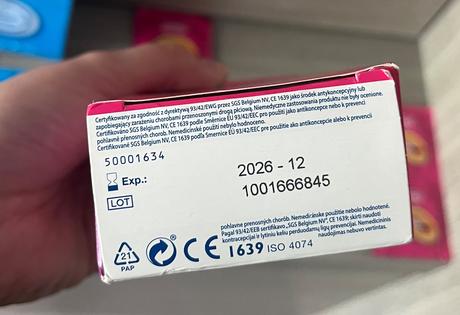 Certyfikowany za zgodność z dyrektywą 93/42/EWG przez SGS Belgium NV, CE 1639 jako środek antykoncepcyjny lub
zapobiegający zarażeniu chorobami przenoszonymi drogą płciową. Niemedyczne zastosowania produktu nie były ocenione.
Certifikováno SGS Belgium NV, CE 1639 podle Směrnice EU 93/42/EEC pro použití jako antikoncepce nebo k prevenci
pohlavně přenosných chorob. Nemedicínské použití nebylo hodnoceno.
Certifikované SGS Belgium NV, CE 1639 podľa Smernice EÚ 93/42/EEC pre použitie ako antikoncepcie alebo k prevencii
50001634
Exp.: 2026 - 12
LOT 1001666845
pohlavne prenosných chorôb. Nemedicínske použitie nebolo hodnotené.
Pagal 93/42/EEB sertifikavo „SGS Belgium NV“, CE 1639; skirti naudoti
kontracepcijai ir lytiniu keliu perduodamų ligų prevencijai. Nemedicininis
naudojimas nebuvo vertintas.
21
PAP
CE 1639 ISO 4074